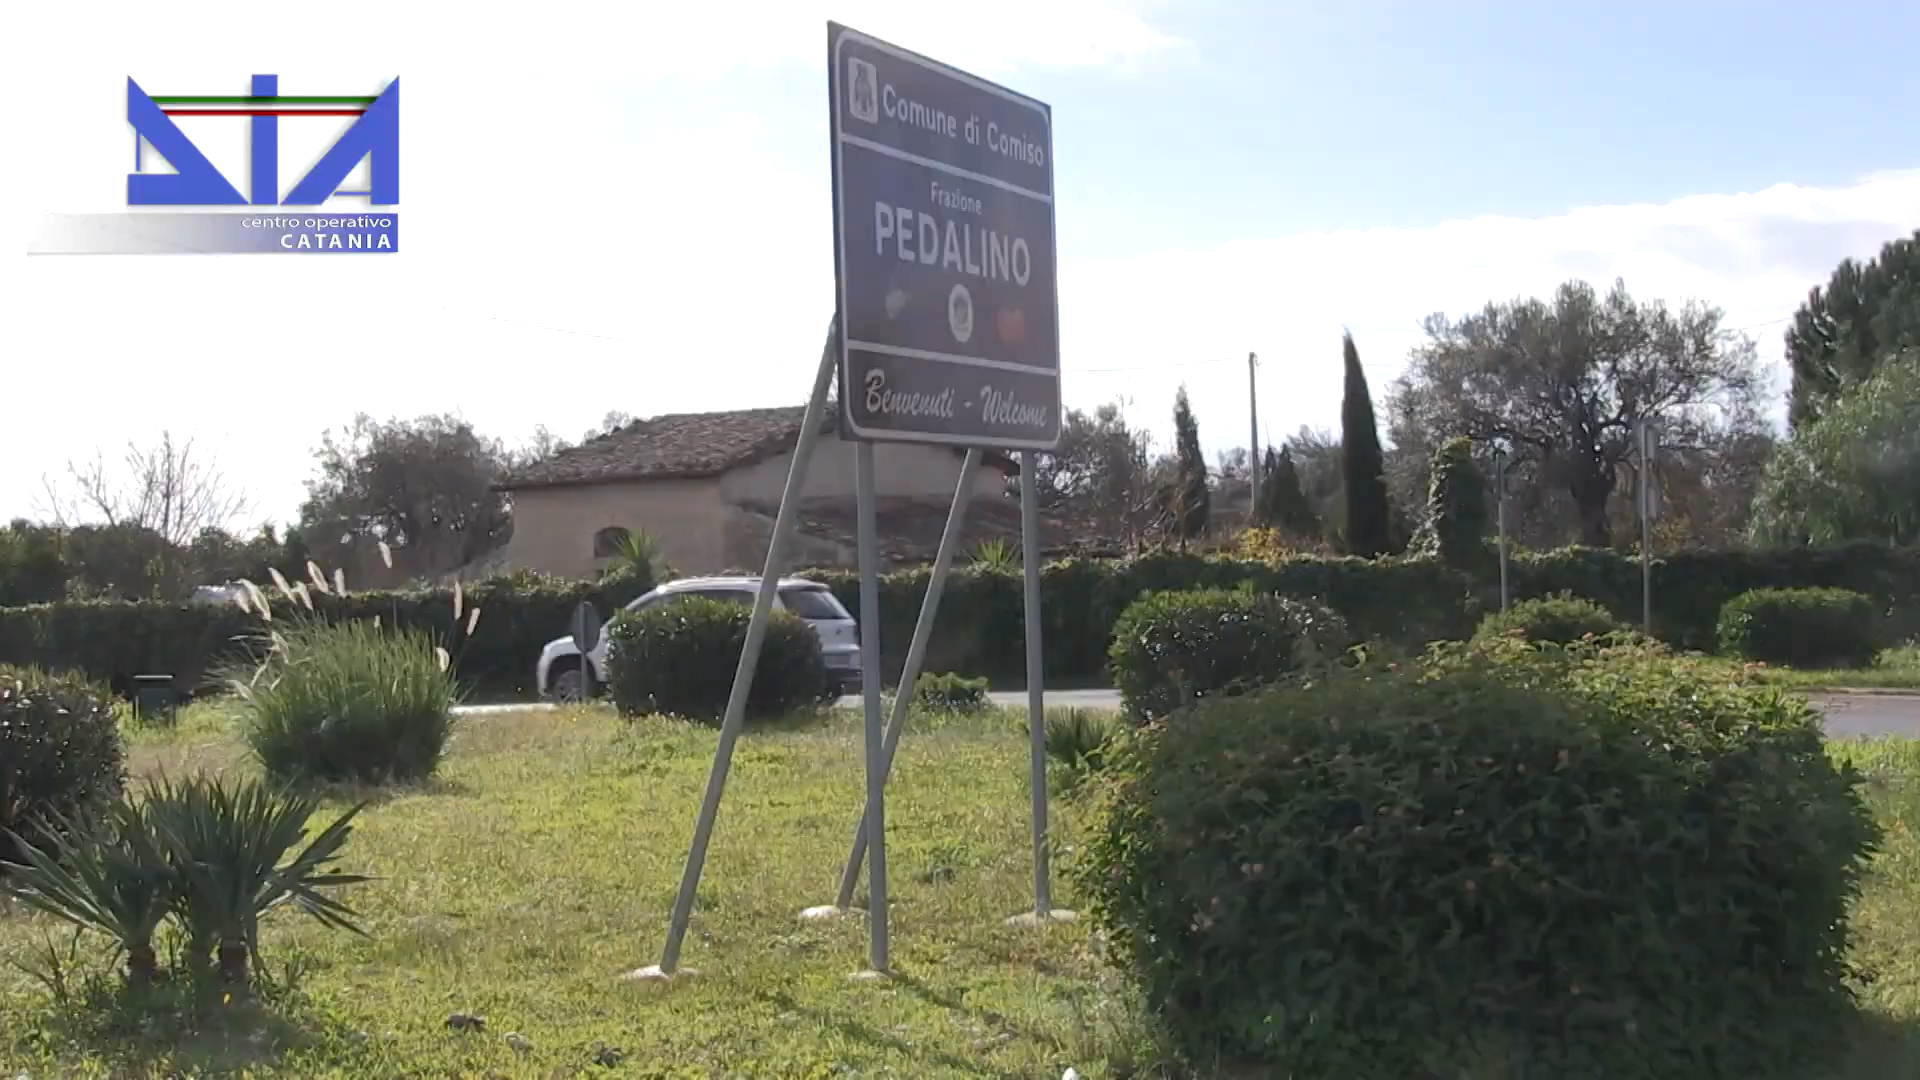 DIA
centro operativo
CATANIA
Comune di Comiso
Frazione
PEDALINO
Benvenuti - Welcome